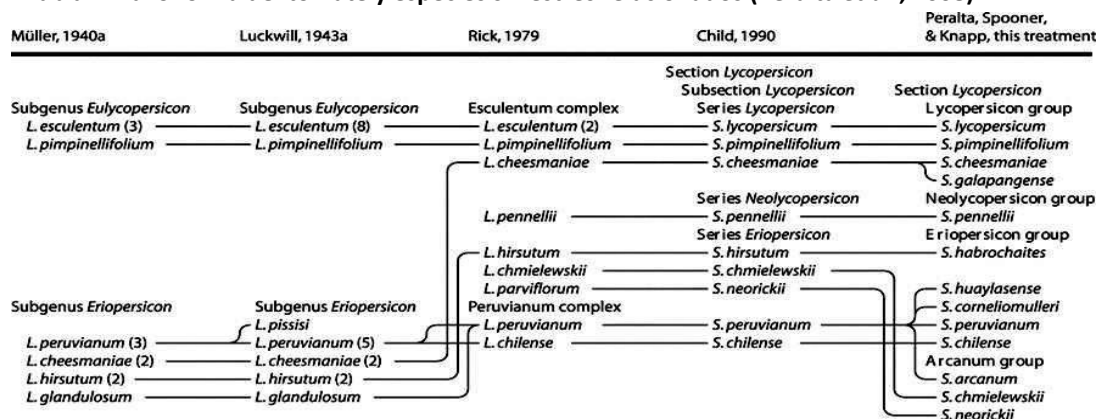 Müller, 1940a Luckwill, 1943a Rick, 1979 Child, 1990 Peralta, Spooner,
& Knapp, this treatment
Section Lycopersicon
Subsection Lycopersicon Section Lycopersicon
Subgenus Eulycopersicon Subgenus Eulycopersicon Esculentum complex Series Lycopersicon Lycopersicon group
L. esculentum (3) L. esculentum (8) L. esculentum (2) S. lycopersicum S. lycopersicum
L. pimpinellifolium L. pimpinellifolium L. pimpinellifolium S. pimpinellifolium S. pimpinellifolium
L. cheesmaniae S. cheesmaniae S. cheesmaniae
S. galapangense
Series Neolycopersicon Neolycopersicon group
L. pennellii S. pennellii S. pennellii
Series Eriopersicon Eriopersicon group
L. hirsutum S. hirsutum S. habrochaites
L. chmielewskii S. chmielewskii
L. parviflorum S. neorickii S. huaylasense
Subgenus Eriopersicon Subgenus Eriopersicon Peruvianum complex S. corneliomulleri
L. pissisi L. peruvianum S. peruvianum S. peruvianum
L. peruvianum (3) L. peruvianum (5) L. chilense S. chilense S. chilense
L. cheesmaniae (2) L. cheesmaniae (2) Arcanum group
L. hirsutum (2) L. hirsutum (2) S. arcanum
L. glandulosum L. glandulosum S. chmielewskii
S. neorickii